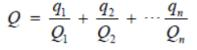 Q = q₁/Q₁ + q₂/Q₂ + ⋯ qₙ/Qₙ